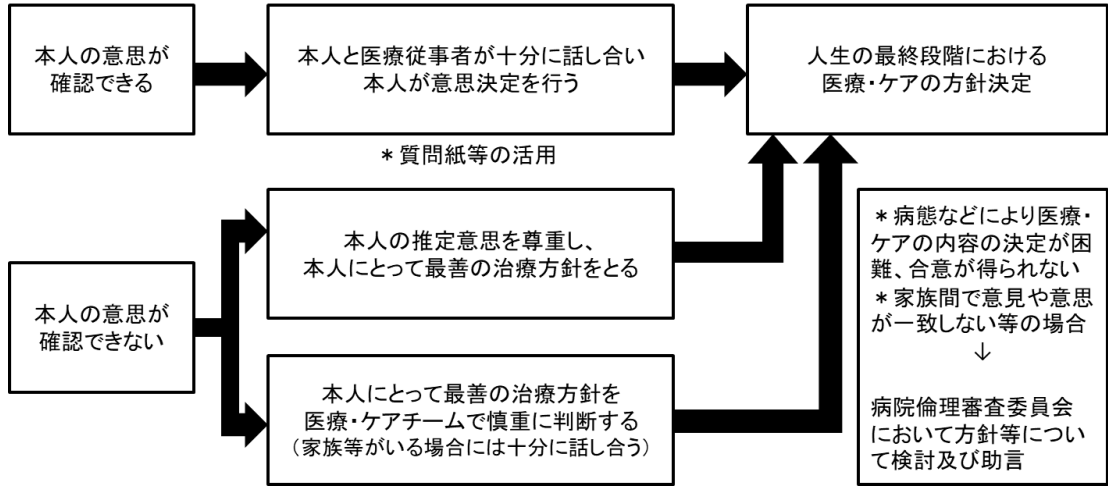 本人の意思が
確認できる
本人と医療従事者が十分に話し合い
本人が意思決定を行う
人生の最終段階における
医療・ケアの方針決定
＊質問紙等の活用
本人の推定意思を尊重し、
本人にとって最善の治療方針をとる
本人の意思が
確認できない
本人にとって最善の治療方針を
医療・ケアチームで慎重に判断する
（家族等がいる場合には十分に話し合う）
＊病態などにより医療・
ケアの内容の決定が困
難、合意が得られない
＊家族間で意見や意思
が一致しない等の場合
↓
病院倫理審査委員会
において方針等につい
て検討及び助言